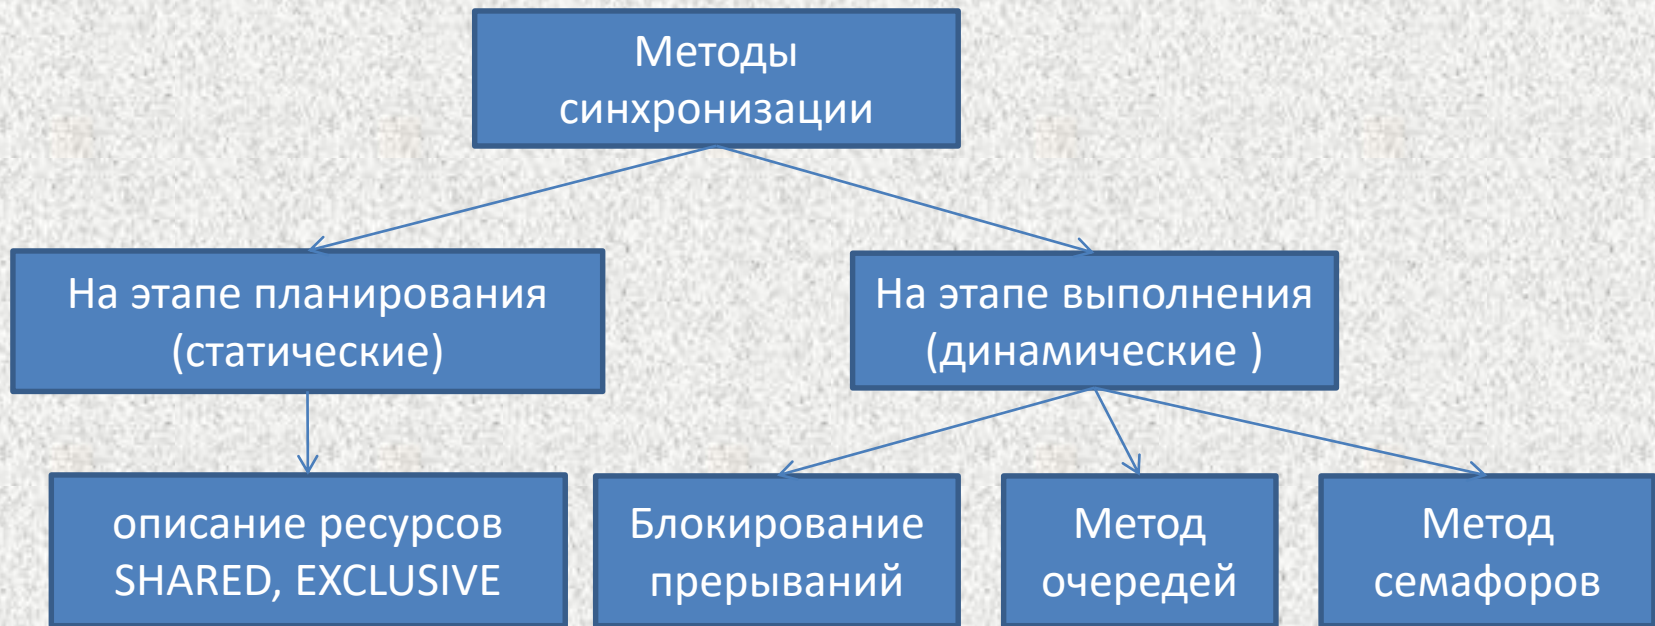 Методы
синхронизации
На этапе планирования
(статические)
На этапе выполнения
(динамические )
описание ресурсов
SHARED, EXCLUSIVE
Блокирование
прерываний
Метод
очередей
Метод
семафоров